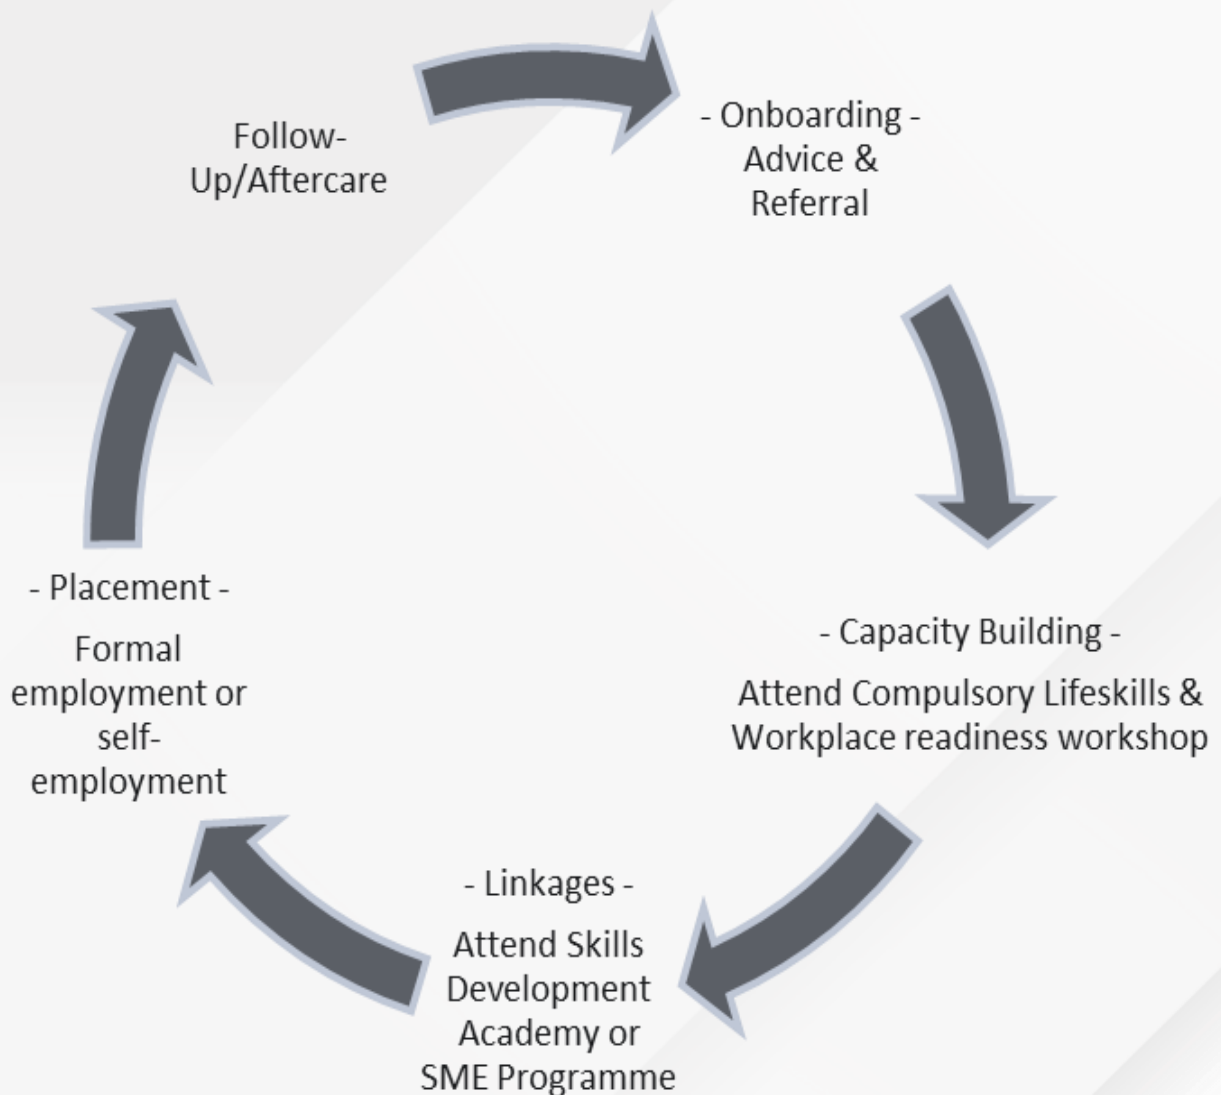 Follow-
Up/Aftercare
- Onboarding -
Advice &
Referral
- Capacity Building -
Attend Compulsory Lifeskills &
Workplace readiness workshop
- Linkages -
Attend Skills
Development
Academy or
SME Programme
- Placement -
Formal
employment or
self-
employment